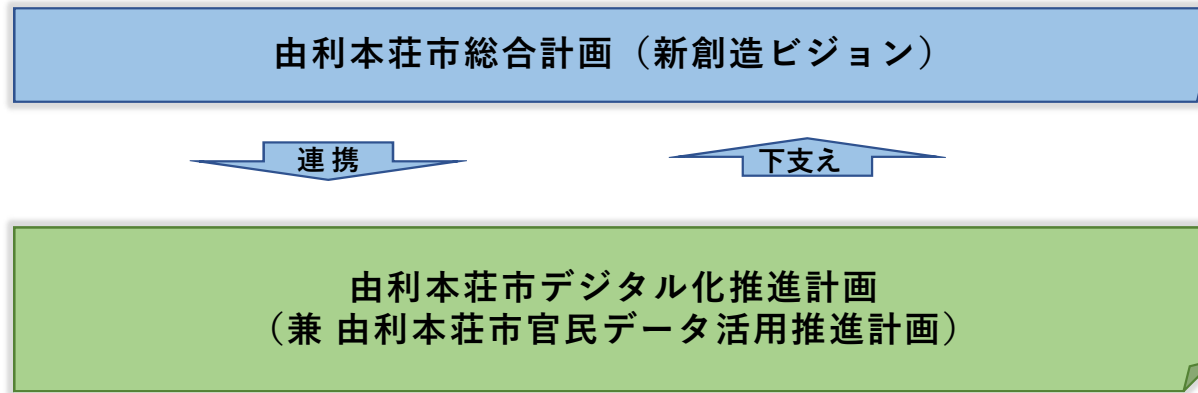 由利本荘市総合計画（新創造ビジョン）
連携
下支え
由利本荘市デジタル化推進計画
（兼 由利本荘市官民データ活用推進計画）